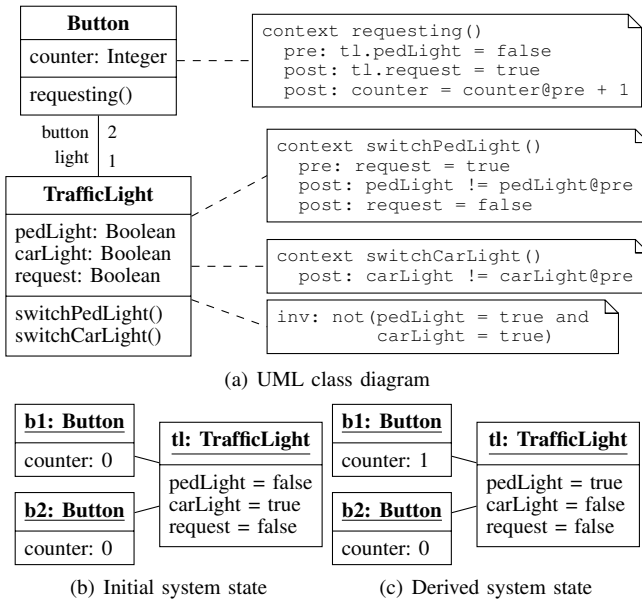 Button
counter: Integer
requesting()
context requesting()
pre: tl.pedLight = false
post: tl.request = true
post: counter = counter@pre + 1
button 2
light 1
TrafficLight
pedLight: Boolean
carLight: Boolean
request: Boolean
switchPedLight()
switchCarLight()
context switchPedLight()
pre: request = true
post: pedLight != pedLight@pre
post: request = false
context switchCarLight()
post: carLight != carLight@pre
inv: not(pedLight = true and
carLight = true)
(a) UML class diagram
b1: Button
counter: 0
b2: Button
counter: 0
tl: TrafficLight
pedLight = false
carLight = true
request = false
(b) Initial system state
b1: Button
counter: 1
b2: Button
counter: 0
tl: TrafficLight
pedLight = true
carLight = false
request = false
(c) Derived system state